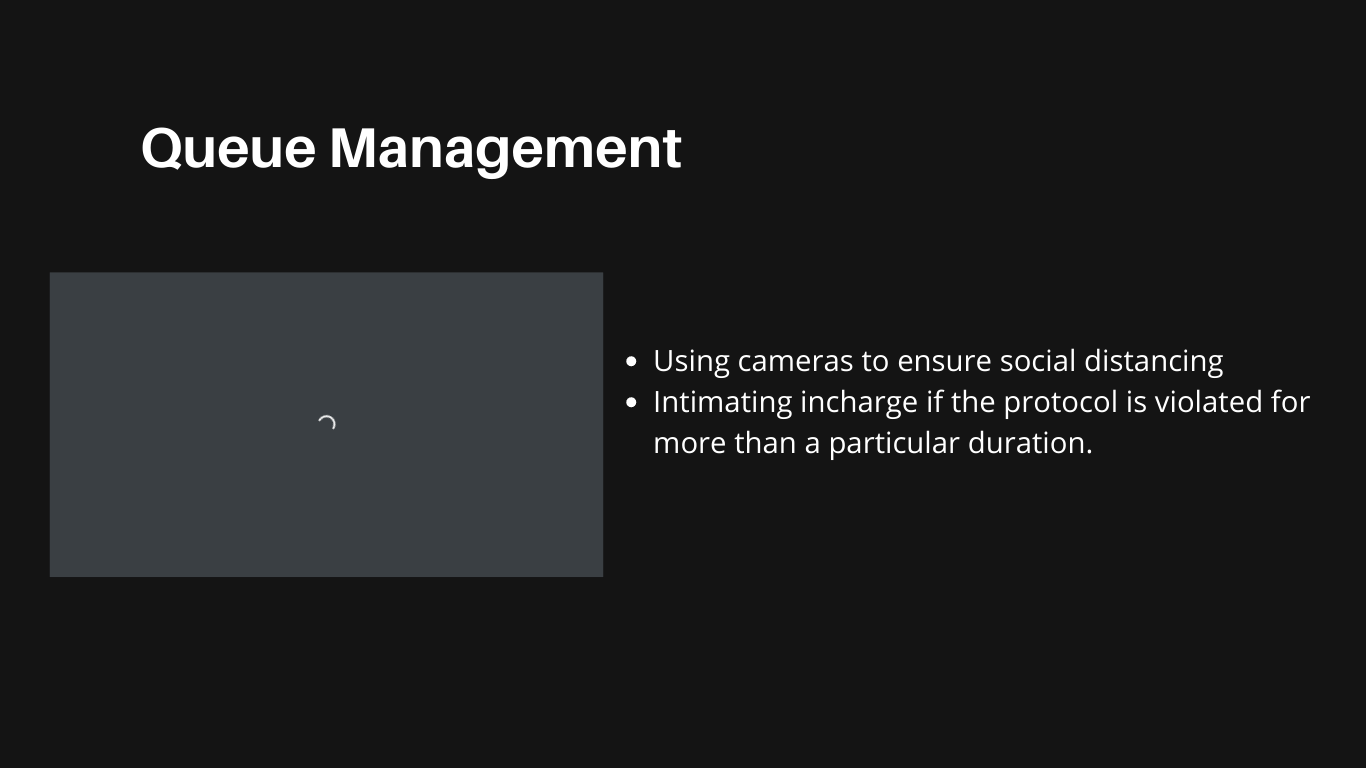 Queue Management
• Using cameras to ensure social distancing
• Intimating incharge if the protocol is violated for
more than a particular duration.